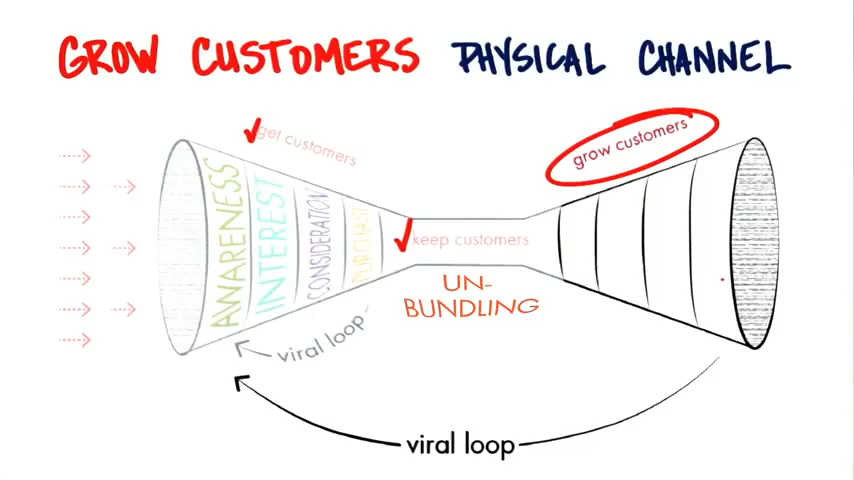 GROW CUSTOMERS PHYSICAL CHANNEL
get customers
grow customers
AWARENESS
INTEREST
CONSIDERATION
PURCHASE
keep customers
UN-
BUNDLING
viral loop
viral loop